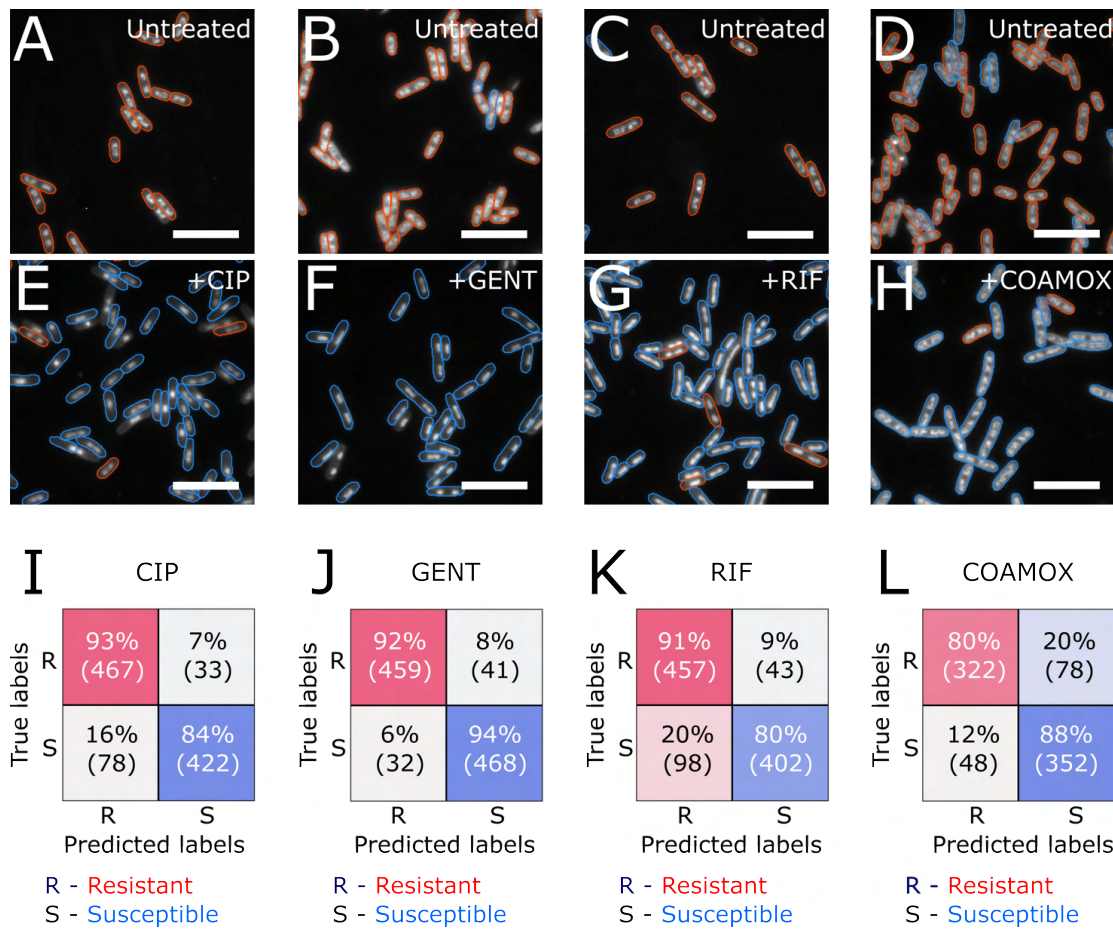 A Untreated
B Untreated
C Untreated
D Untreated
E +CIP
F +GENT
G +RIF
H +COAMOX
I CIP
True labels
R
93%
(467)
7%
(33)
S
16%
(78)
84%
(422)
R S
Predicted labels
R - Resistant
S - Susceptible
J GENT
True labels
R
92%
(459)
8%
(41)
S
6%
(32)
94%
(468)
R S
Predicted labels
R - Resistant
S - Susceptible
K RIF
True labels
R
91%
(457)
9%
(43)
S
20%
(98)
80%
(402)
R S
Predicted labels
R - Resistant
S - Susceptible
L COAMOX
True labels
R
80%
(322)
20%
(78)
S
12%
(48)
88%
(352)
R S
Predicted labels
R - Resistant
S - Susceptible